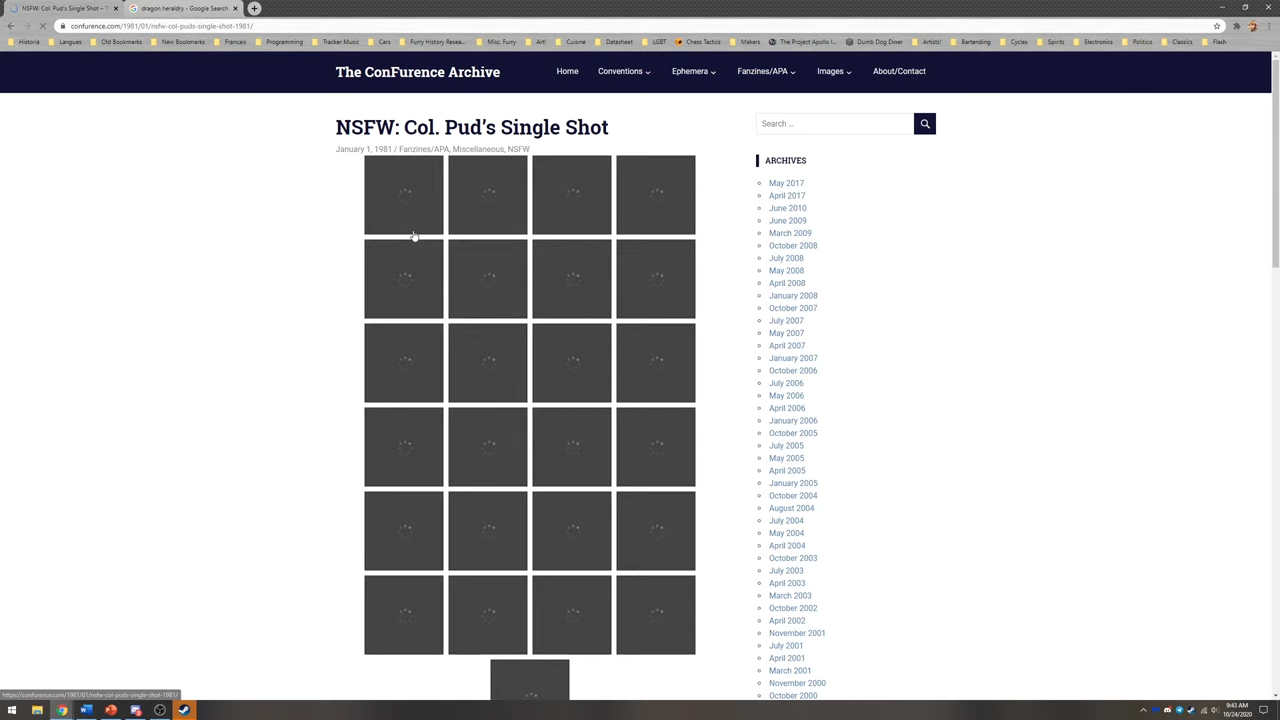 NSFW: Col. Pud's Single Shot – T
dragon heraldry - Google Search
confurence.com/1981/01/nsfw-col-puds-single-shot-1981/
Historia Langues Old Bookmarks New Bookmarks Francais Programming Tracker Music Cars Furry History Resea... Misc. Furry Art! Cuisine Datasheet LGBT Chess Tactics Makers The Project Apollo I... Dumb Dog Diner Artists! Bartending Cycles Spirits Electronics Politico Classics Flash
The ConFurence Archive
Home Conventions Ephemera Fanzines/APA Images About/Contact
NSFW: Col. Pud's Single Shot
January 1, 1981 / Fanzines/APA, Miscellaneous, NSFW
Search …
ARCHIVES
May 2017
April 2017
June 2010
June 2009
March 2009
October 2008
July 2008
May 2008
April 2008
January 2008
October 2007
July 2007
May 2007
April 2007
January 2007
October 2006
July 2006
May 2006
April 2006
January 2006
October 2005
July 2005
May 2005
April 2005
January 2005
October 2004
August 2004
July 2004
May 2004
April 2004
October 2003
July 2003
April 2003
March 2003
October 2002
April 2002
November 2001
July 2001
April 2001
March 2001
November 2000
October 2000
https://confurence.com/1981/01/nsfw-col-puds-single-shot-1981/
9:43 AM
10/24/2020